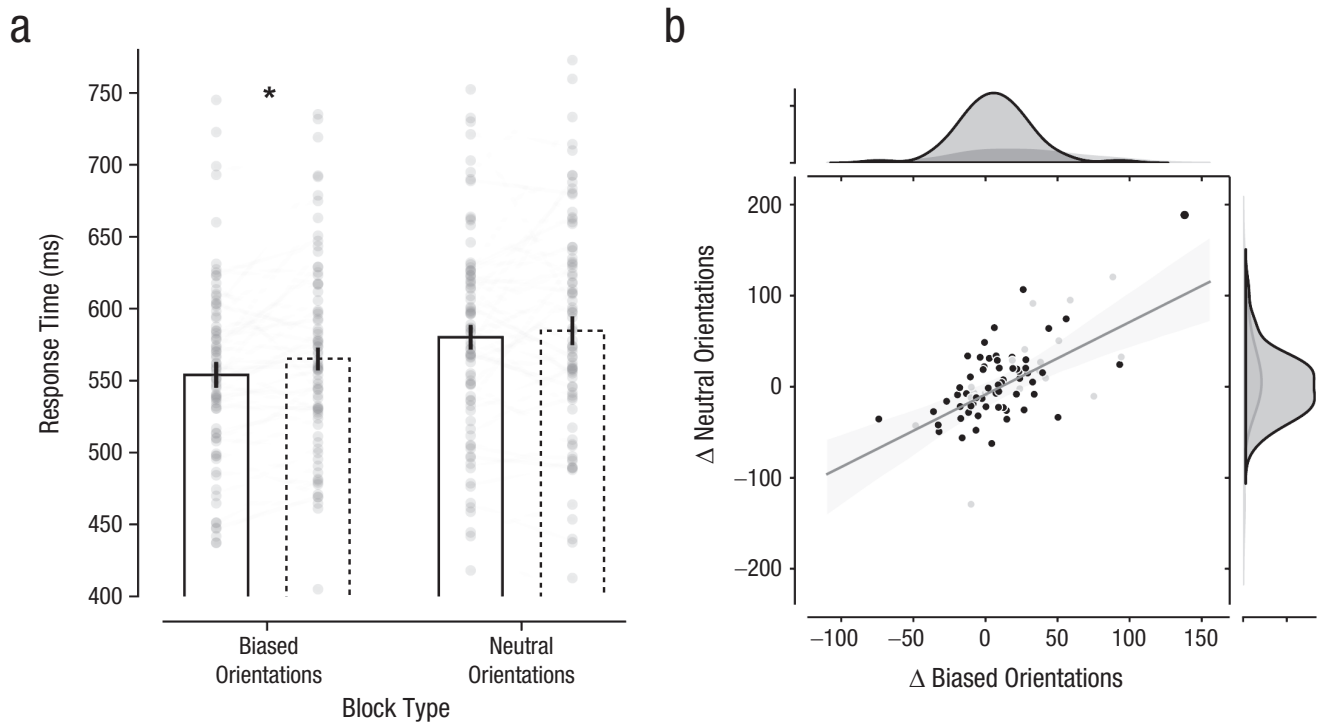 a
750
700
650
600
550
500
450
400
Response Time (ms)
*
Biased
Orientations
Neutral
Orientations
Block Type
b
200
100
0
−100
−200
Δ Neutral Orientations
−100
−50
0
50
100
150
Δ Biased Orientations